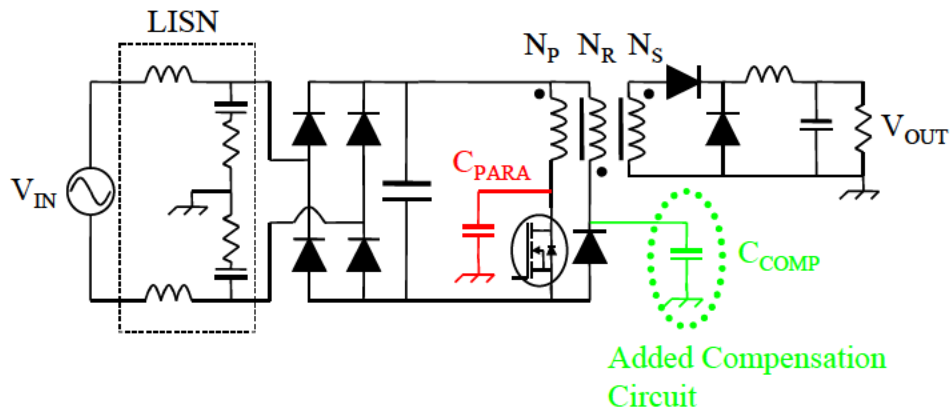 LISN
N_P N_R N_S
V_IN
C_PARA
V_OUT
C_COMP
Added Compensation
Circuit